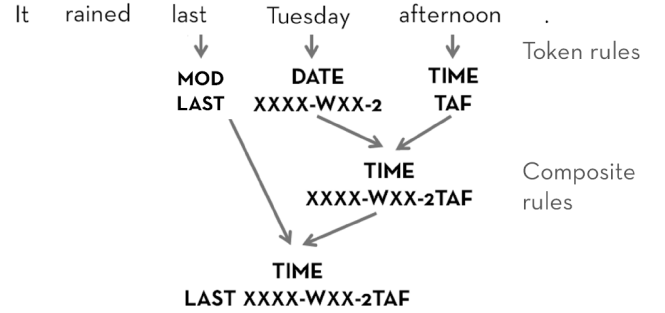 It rained last Tuesday afternoon .
Token rules
MOD DATE TIME
LAST XXXX-WXX-2 TAF
TIME
XXXX-WXX-2TAF
Composite
rules
TIME
LAST XXXX-WXX-2TAF